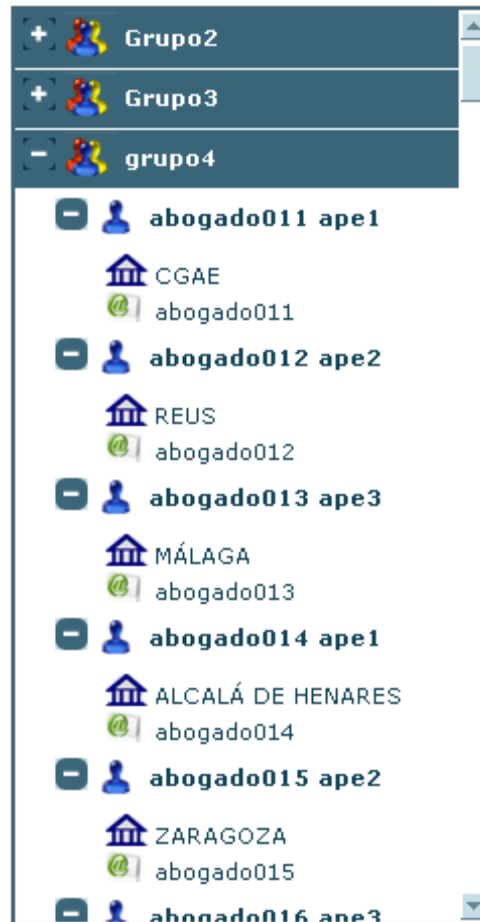 Grupo2
Grupo3
grupo4
abogado011 ape1
CGAE
abogado011
abogado012 ape2
REUS
abogado012
abogado013 ape3
MÁLAGA
abogado013
abogado014 ape1
ALCALÁ DE HENARES
abogado014
abogado015 ape2
ZARAGOZA
abogado015
abogado016 ape3